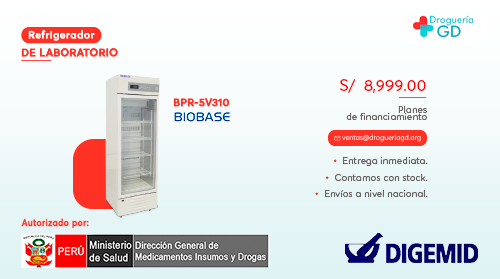 Refrigerador
DE LABORATORIO
Droguería
GD
BPR-5V310
BIOBASE
S/ 8,999.00
Planes
de financiamiento
ventas@drogueriagd.org
• Entrega inmediata.
• Contamos con stock.
• Envíos a nivel nacional.
Autorizado por:
PERÚ
Ministerio
de Salud
Dirección General de
Medicamentos Insumos y Drogas
DIGEMID